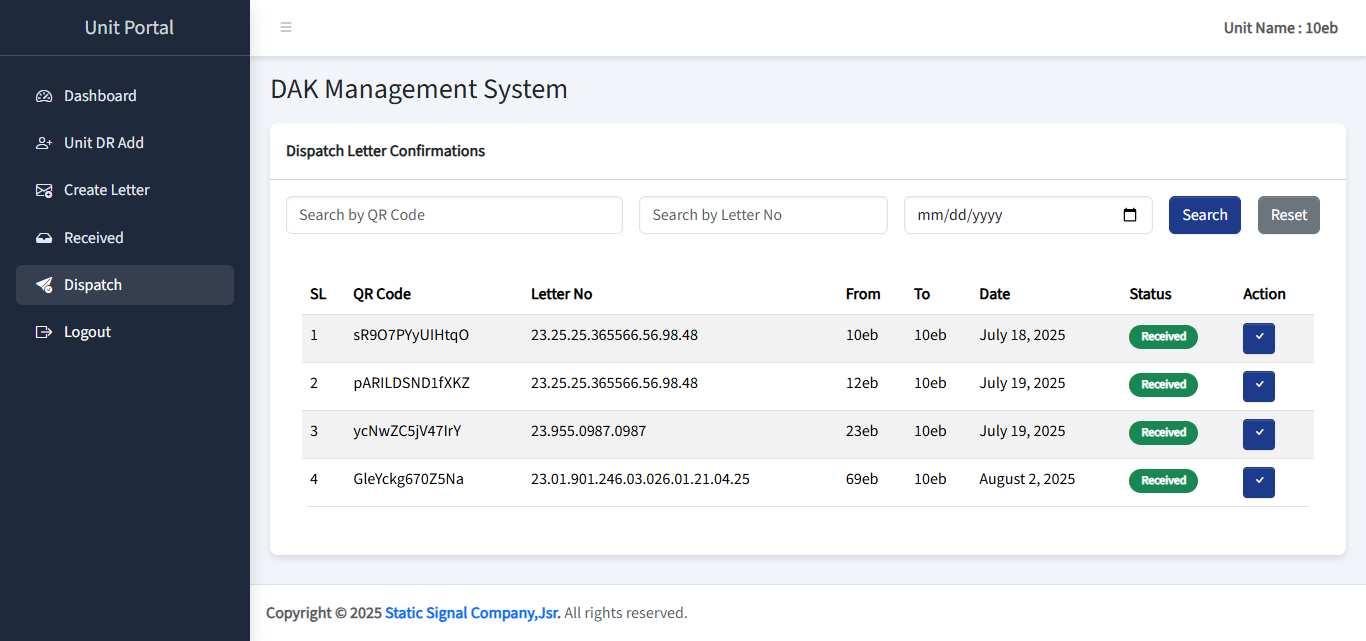 Unit Portal
Unit Name : 10eb
Dashboard
Unit DR Add
Create Letter
Received
Dispatch
Logout
DAK Management System
Dispatch Letter Confirmations
Search by QR Code Search by Letter No mm/dd/yyyy Search Reset
SL QR Code Letter No From To Date Status Action
1 sR9O7PYyUIHtqO 23.25.25.365566.56.98.48 10eb 10eb July 18, 2025 Received
2 pARILDSND1fXKZ 23.25.25.365566.56.98.48 12eb 10eb July 19, 2025 Received
3 ycNwZC5jV47IrY 23.955.0987.0987 23eb 10eb July 19, 2025 Received
4 GleYckg670Z5Na 23.01.901.246.03.026.01.21.04.25 69eb 10eb August 2, 2025 Received
Copyright © 2025 Static Signal Company,Jsr. All rights reserved.